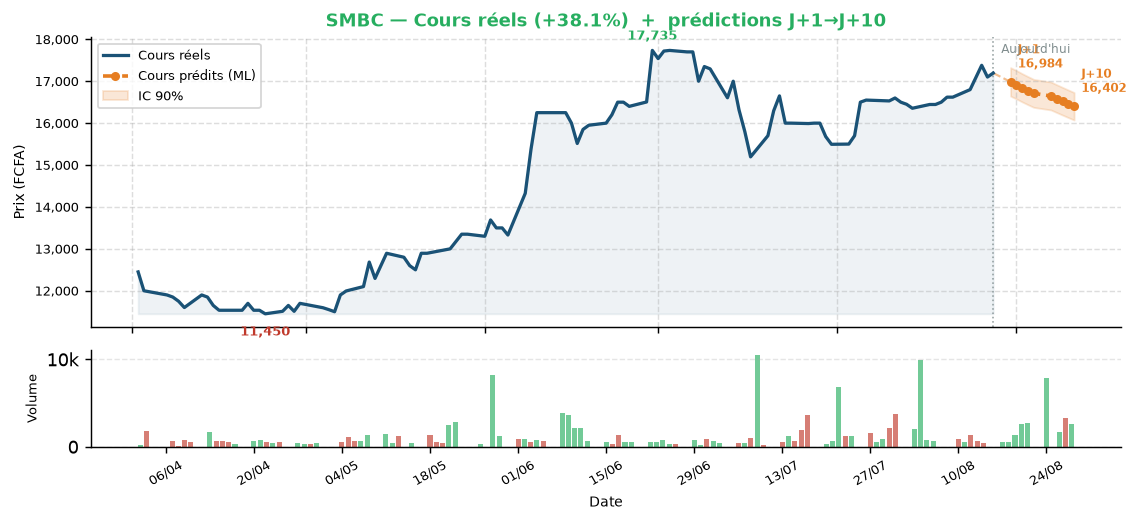 SMBC — Cours réels (+38.1%)  +  prédictions J+1→J+10
17,735
Cours réels
Cours prédits (ML)
IC 90%
Aujourd'hui
J+1
16,984
J+10
16,402
Prix (FCFA)
18,000
17,000
16,000
15,000
14,000
13,000
12,000
11,450
Volume
10k
0
06/04
20/04
04/05
18/05
01/06
15/06
29/06
13/07
27/07
10/08
24/08
Date